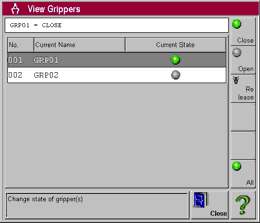 View Grippers
GRP01 = CLOSE
Close
No. Current Name Current State
001 GRP01
002 GRP02
Open
Re
lease
All
Change state of gripper(s)
Close